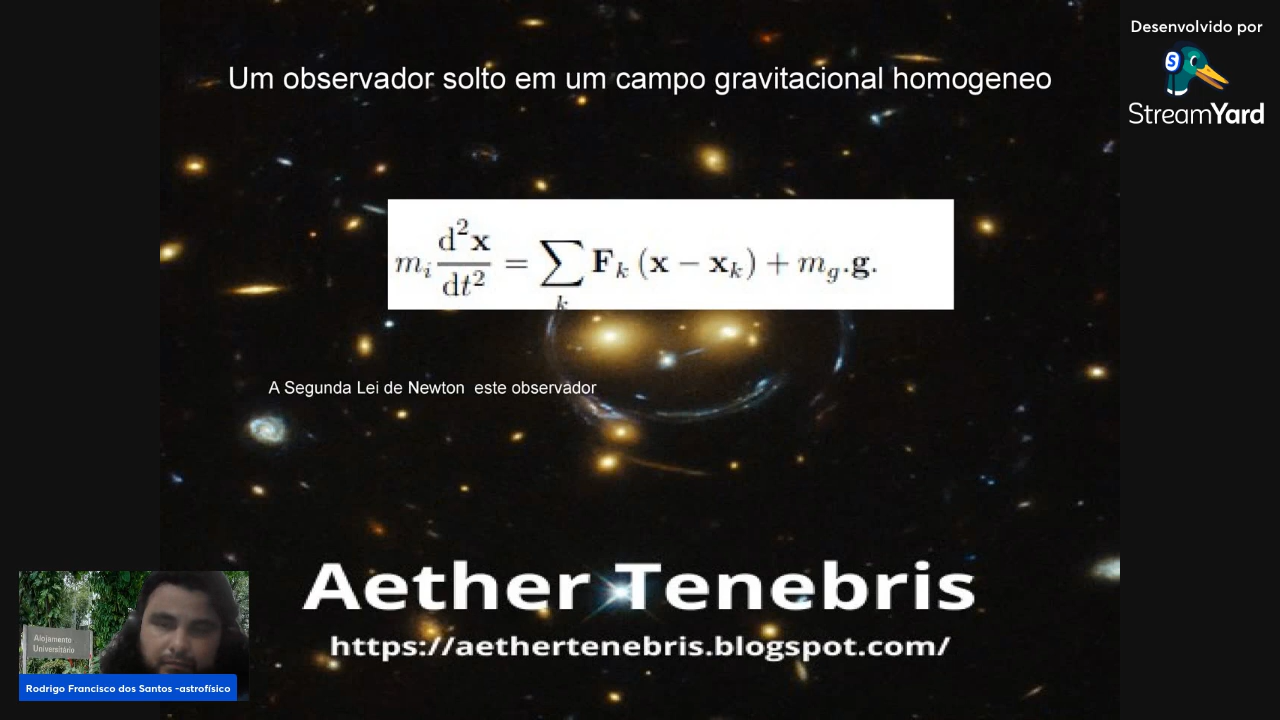 Desenvolvido por
StreamYard
Um observador solto em um campo gravitacional homogeneo
m_i d²x/dt² = ∑_k F_k (x − x_k) + m_g.g.
A Segunda Lei de Newton este observador
Aether Tenebris
https://aethertenebris.blogspot.com/
Alojamento
Universitário
Rodrigo Francisco dos Santos -astrofísico